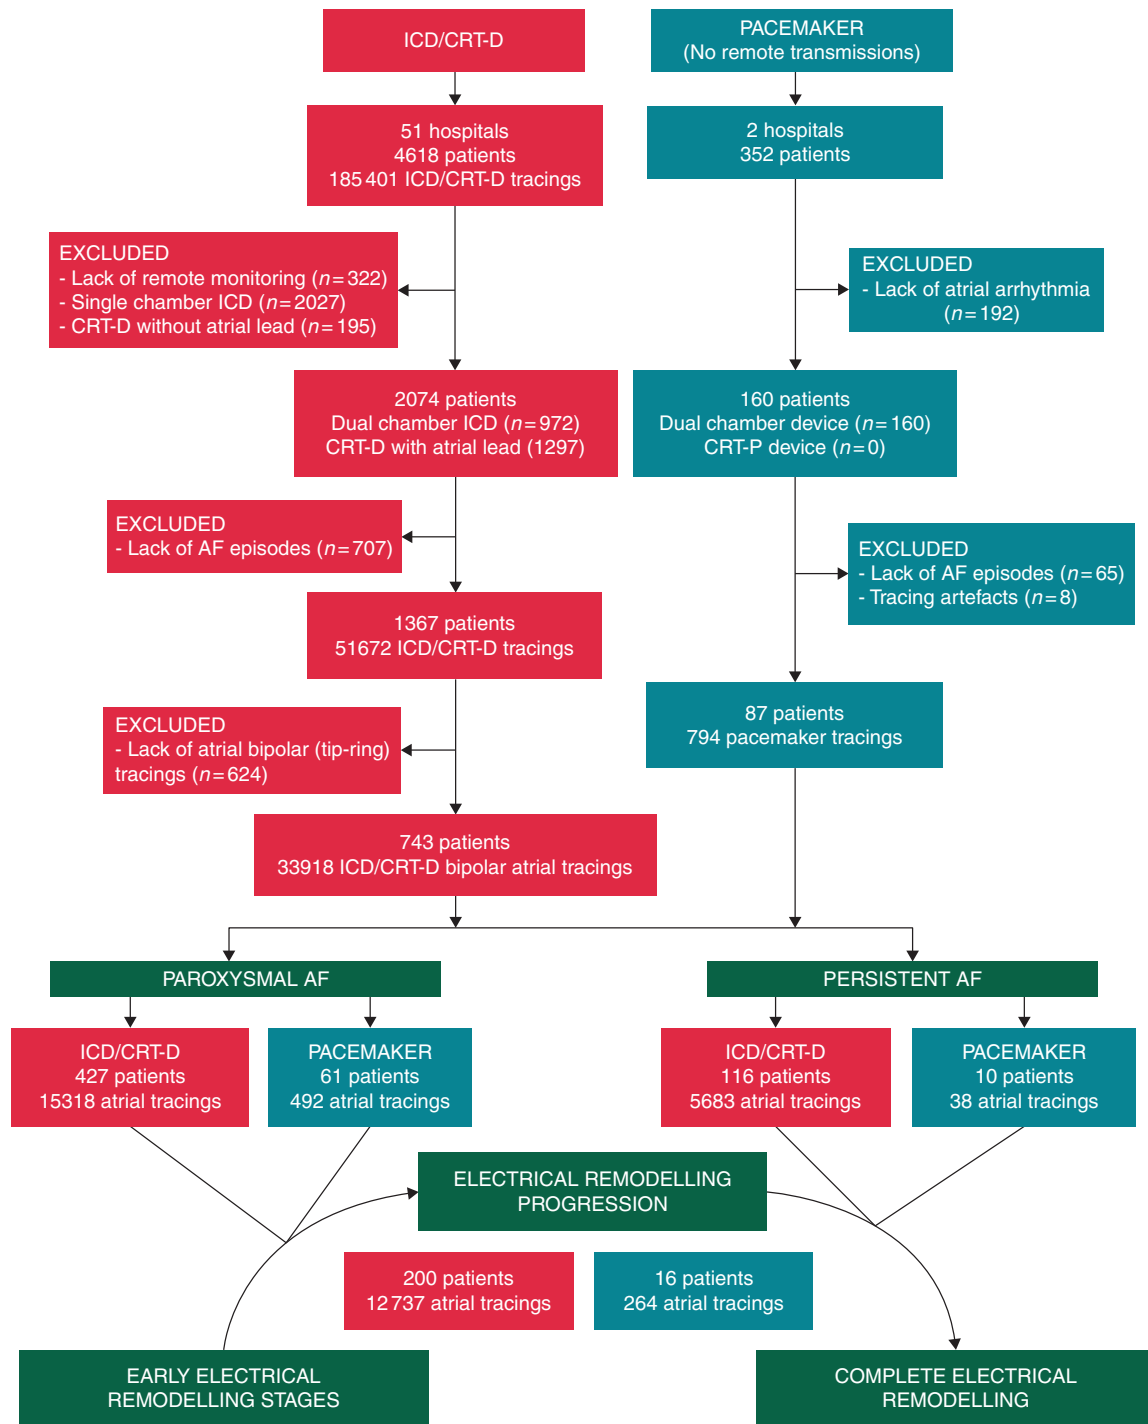 ICD/CRT-D
PACEMAKER
(No remote transmissions)
51 hospitals
4618 patients
185 401 ICD/CRT-D tracings
2 hospitals
352 patients
EXCLUDED
- Lack of remote monitoring (n=322)
- Single chamber ICD (n=2027)
- CRT-D without atrial lead (n=195)
EXCLUDED
- Lack of atrial arrhythmia
(n=192)
2074 patients
Dual chamber ICD (n=972)
CRT-D with atrial lead (1297)
160 patients
Dual chamber device (n=160)
CRT-P device (n=0)
EXCLUDED
- Lack of AF episodes (n=707)
EXCLUDED
- Lack of AF episodes (n=65)
- Tracing artefacts (n=8)
1367 patients
51672 ICD/CRT-D tracings
87 patients
794 pacemaker tracings
EXCLUDED
- Lack of atrial bipolar (tip-ring)
tracings (n=624)
743 patients
33918 ICD/CRT-D bipolar atrial tracings
PAROXYSMAL AF
PERSISTENT AF
ICD/CRT-D
427 patients
15318 atrial tracings
PACEMAKER
61 patients
492 atrial tracings
ICD/CRT-D
116 patients
5683 atrial tracings
PACEMAKER
10 patients
38 atrial tracings
ELECTRICAL REMODELLING
PROGRESSION
200 patients
12 737 atrial tracings
16 patients
264 atrial tracings
EARLY ELECTRICAL
REMODELLING STAGES
COMPLETE ELECTRICAL
REMODELLING